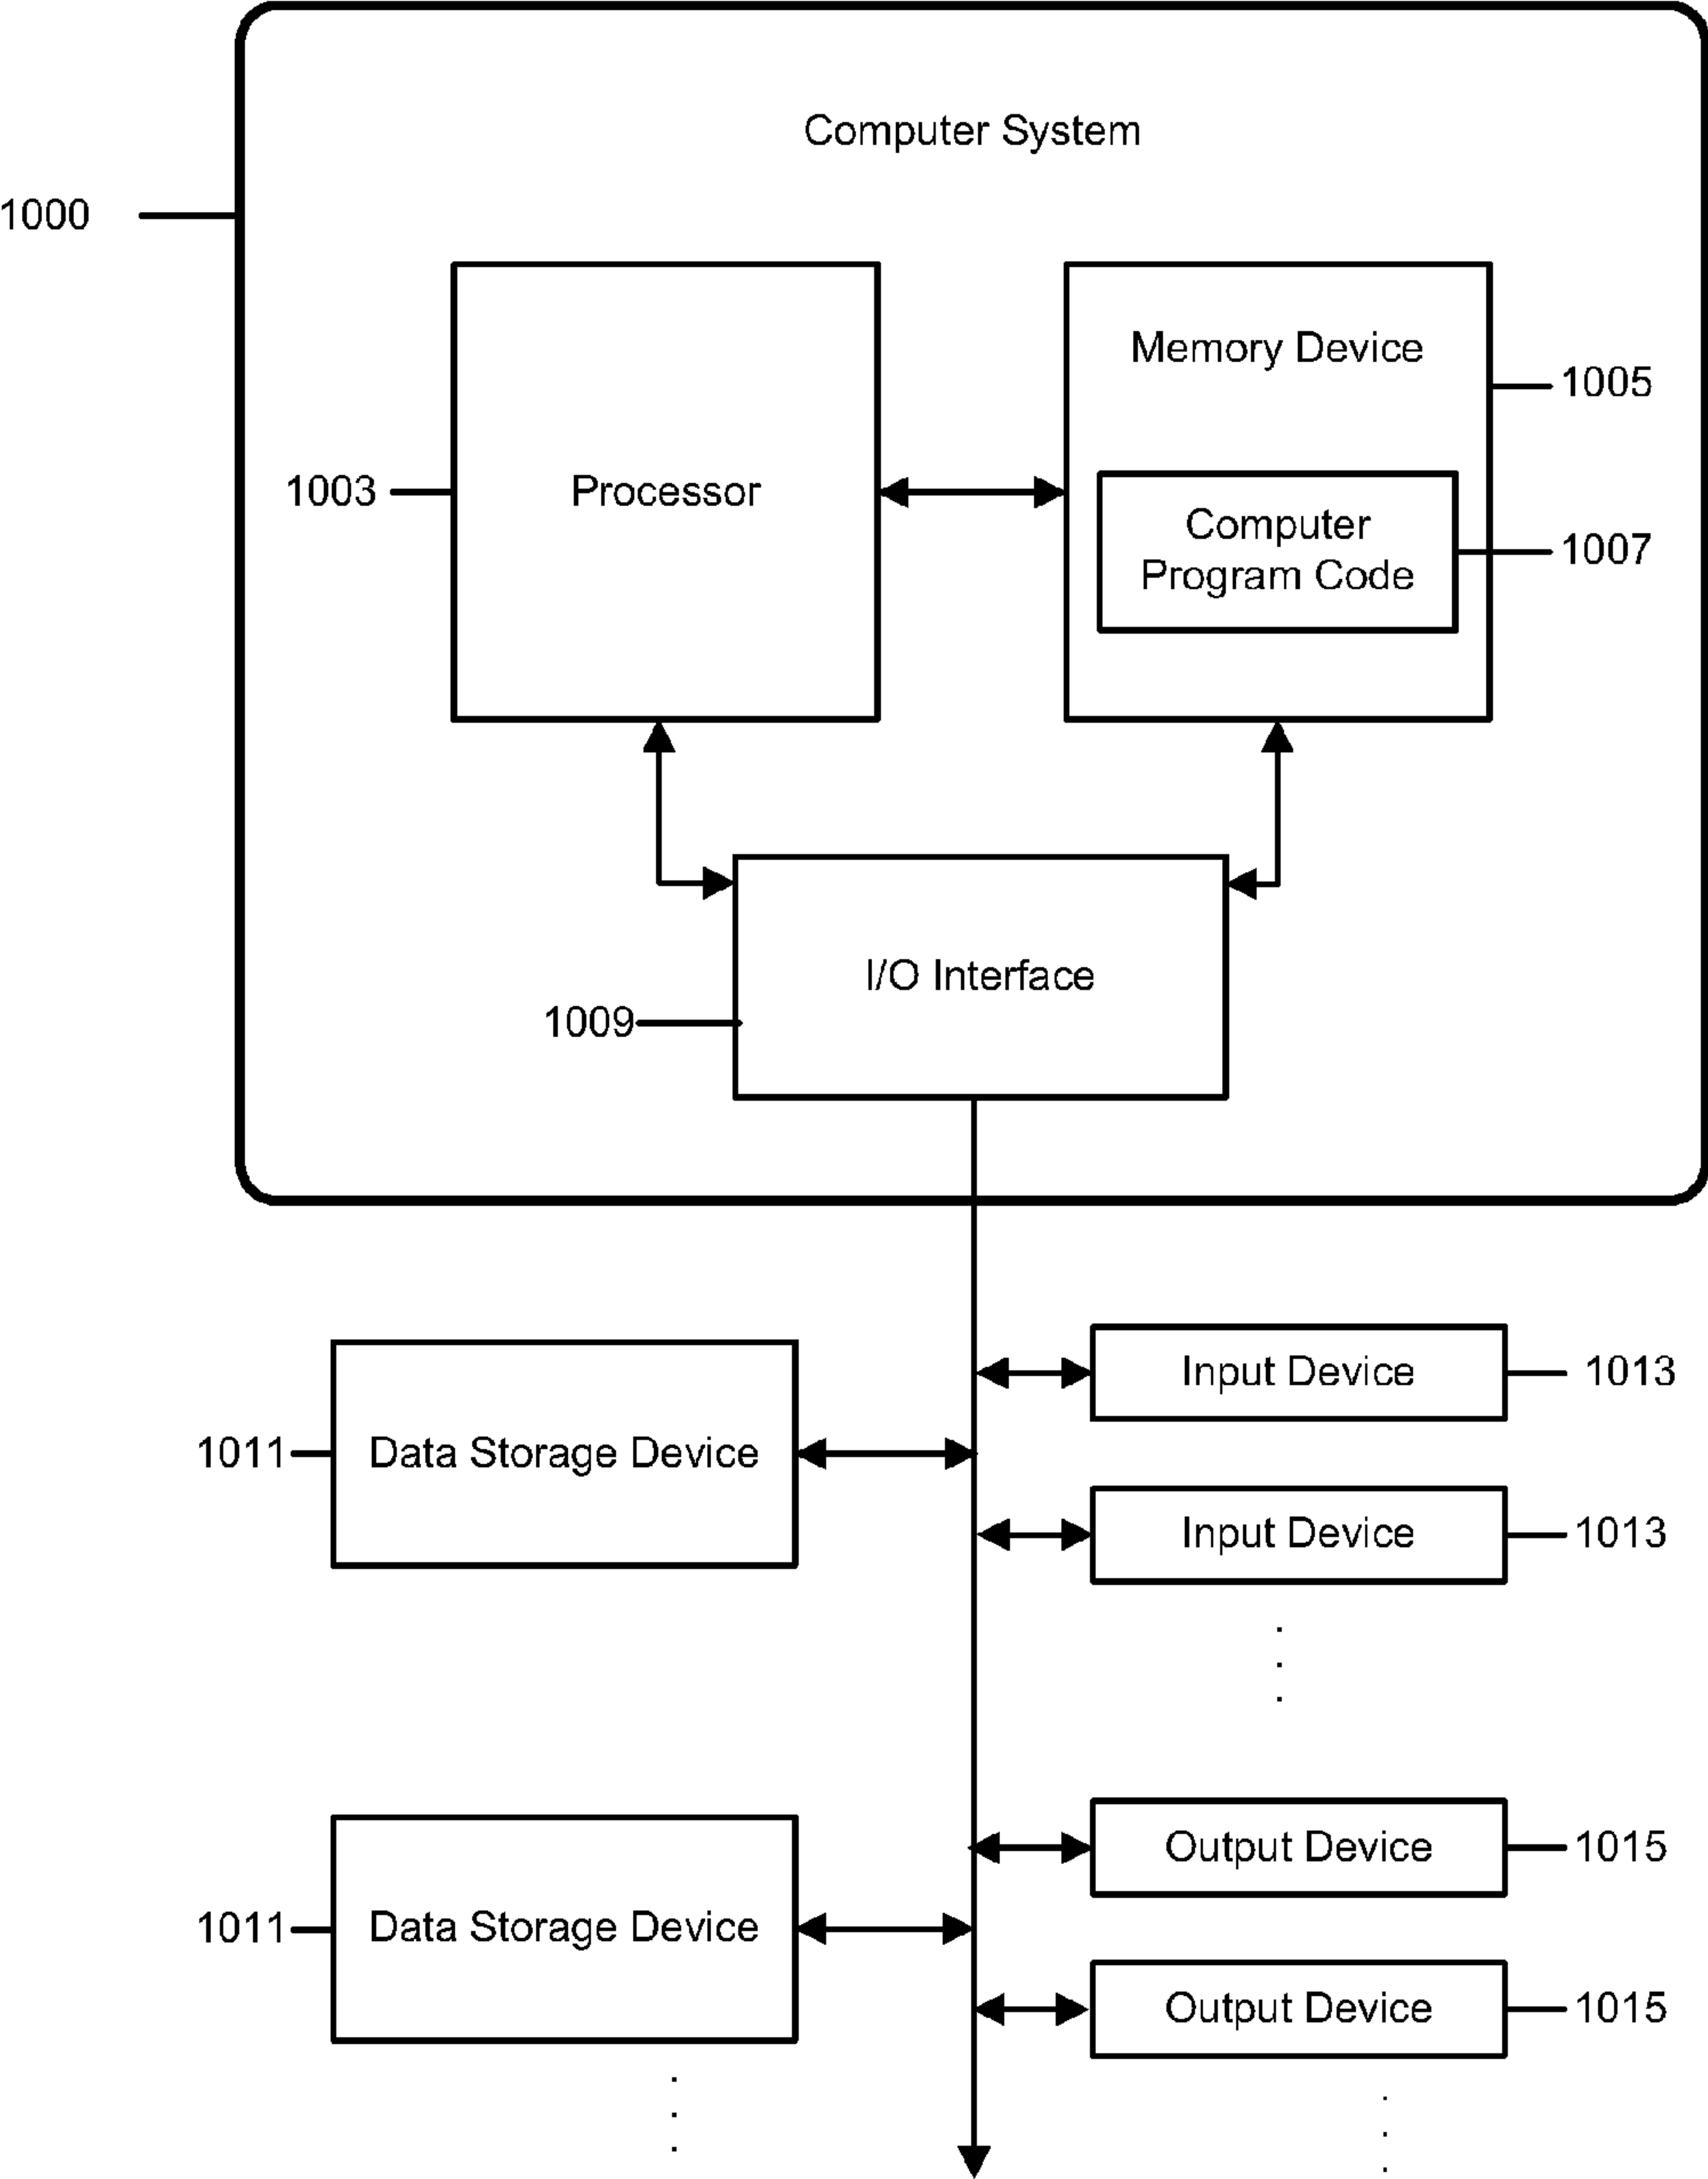 Computer System
1000
Memory Device
1005
1003
Processor
Computer
Program Code
1007
I/O Interface
1009
Input Device
1013
1011
Data Storage Device
Input Device
1013
Output Device
1015
1011
Data Storage Device
Output Device
1015